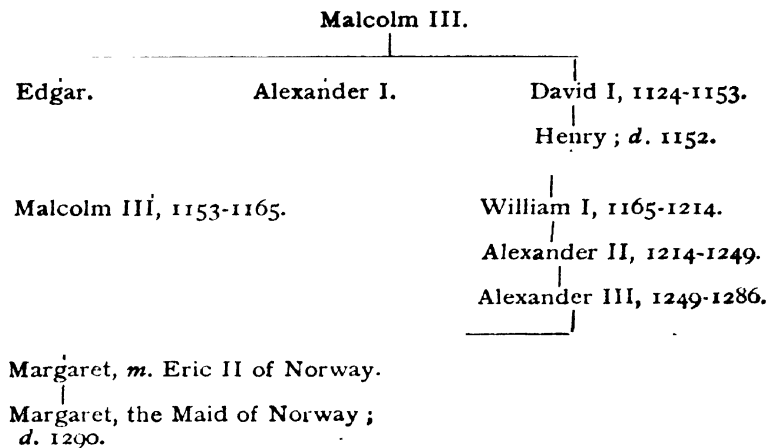 Malcolm III.
Edgar. Alexander I. David I, 1124-1153.
Henry; d. 1152.
Malcolm III, 1153-1165. William I, 1165-1214.
Alexander II, 1214-1249.
Alexander III, 1249-1286.
Margaret, m. Eric II of Norway.
Margaret, the Maid of Norway;
d. 1290.